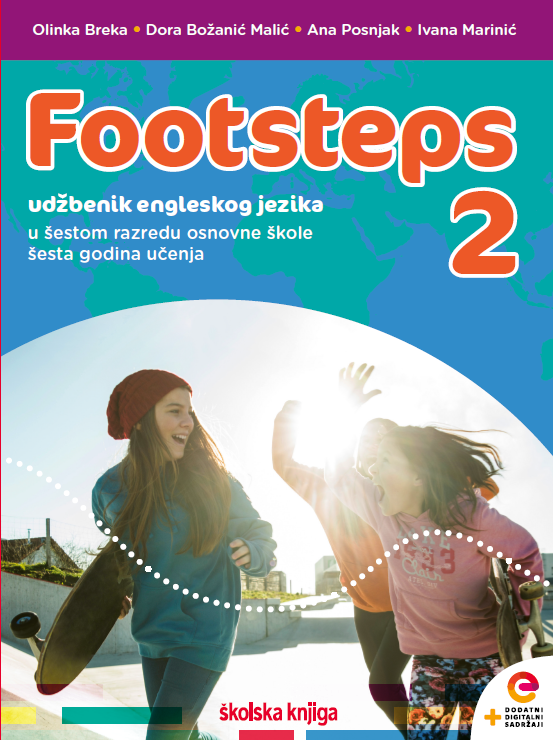 Olinka Breka • Dora Božanić Malić • Ana Posnjak • Ivana Marinić
Footsteps
2
udžbenik engleskog jezika
u šestom razredu osnovne škole
šesta godina učenja
školska knjiga
e
+ DODATNI
DIGITALNI
SADRŽAJI